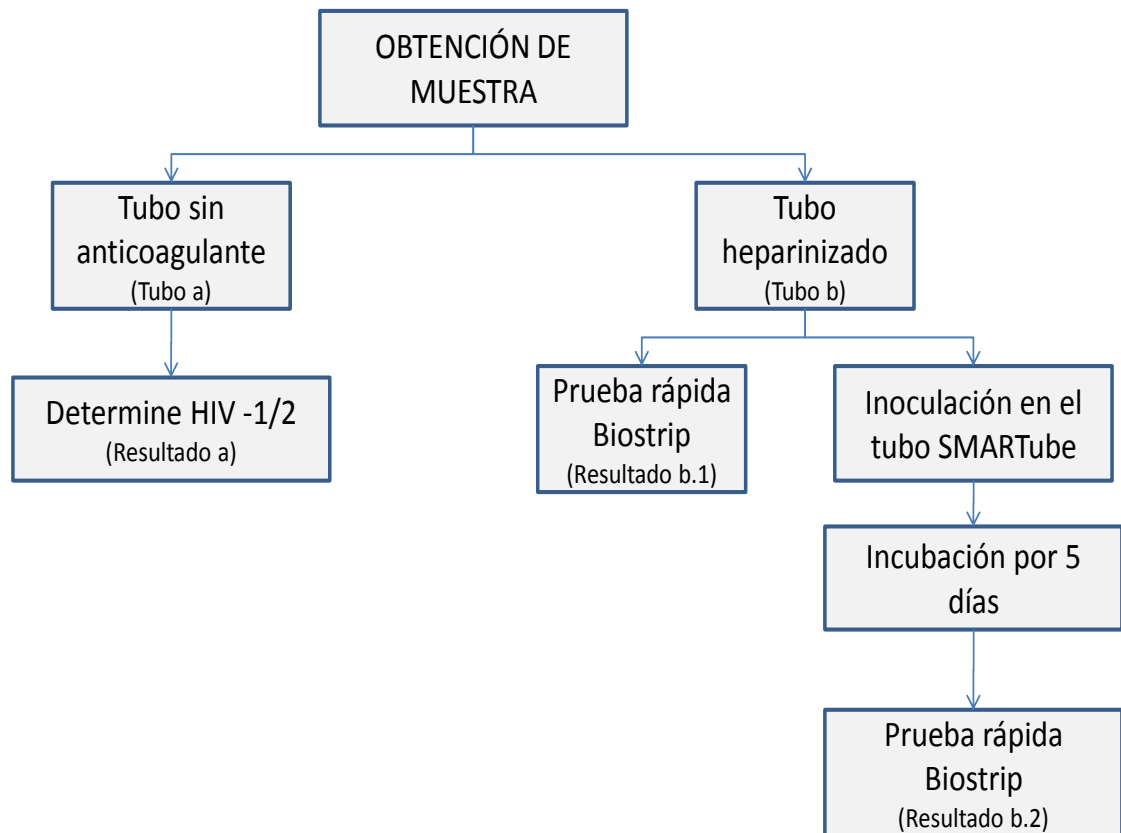 OBTENCIÓN DE
MUESTRA
Tubo sin
anticoagulante
(Tubo a)
Tubo
heparinizado
(Tubo b)
Determine HIV -1/2
(Resultado a)
Prueba rápida
Biostrip
(Resultado b.1)
Inoculación en el
tubo SMARTube
Incubación por 5
días
Prueba rápida
Biostrip
(Resultado b.2)